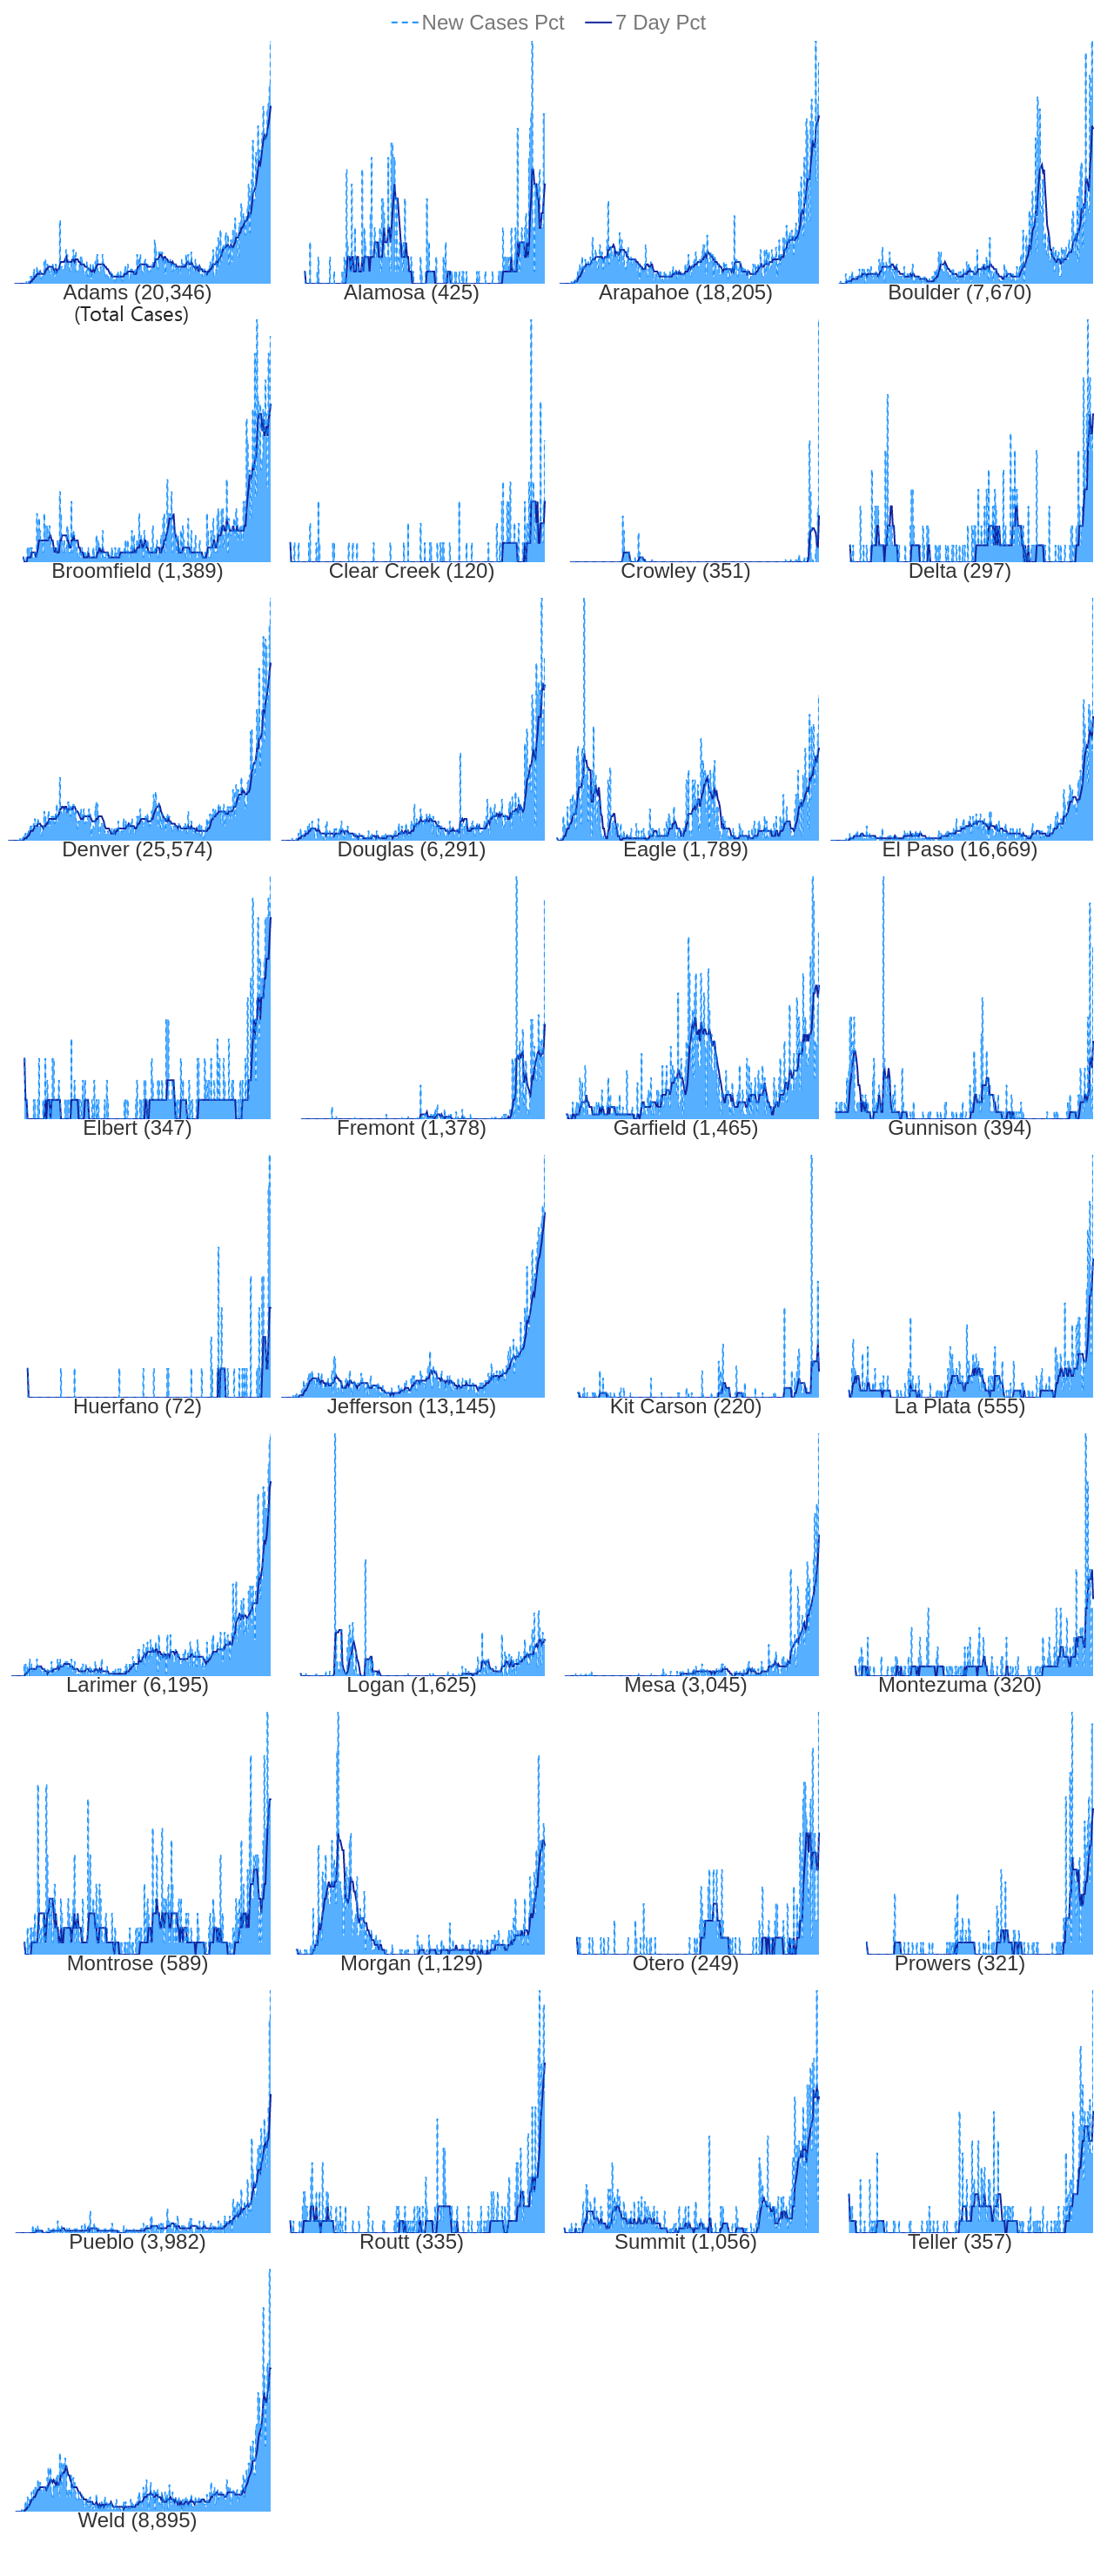 New Cases Pct 7 Day Pct
Adams (20,346) Alamosa (425) Arapahoe (18,205) Boulder (7,670)
(Total Cases)
Broomfield (1,389) Clear Creek (120) Crowley (351) Delta (297)
Denver (25,574) Douglas (6,291) Eagle (1,789) El Paso (16,669)
Elbert (347) Fremont (1,378) Garfield (1,465) Gunnison (394)
Huerfano (72) Jefferson (13,145) Kit Carson (220) La Plata (555)
Larimer (6,195) Logan (1,625) Mesa (3,045) Montezuma (320)
Montrose (589) Morgan (1,129) Otero (249) Prowers (321)
Pueblo (3,982) Routt (335) Summit (1,056) Teller (357)
Weld (8,895)